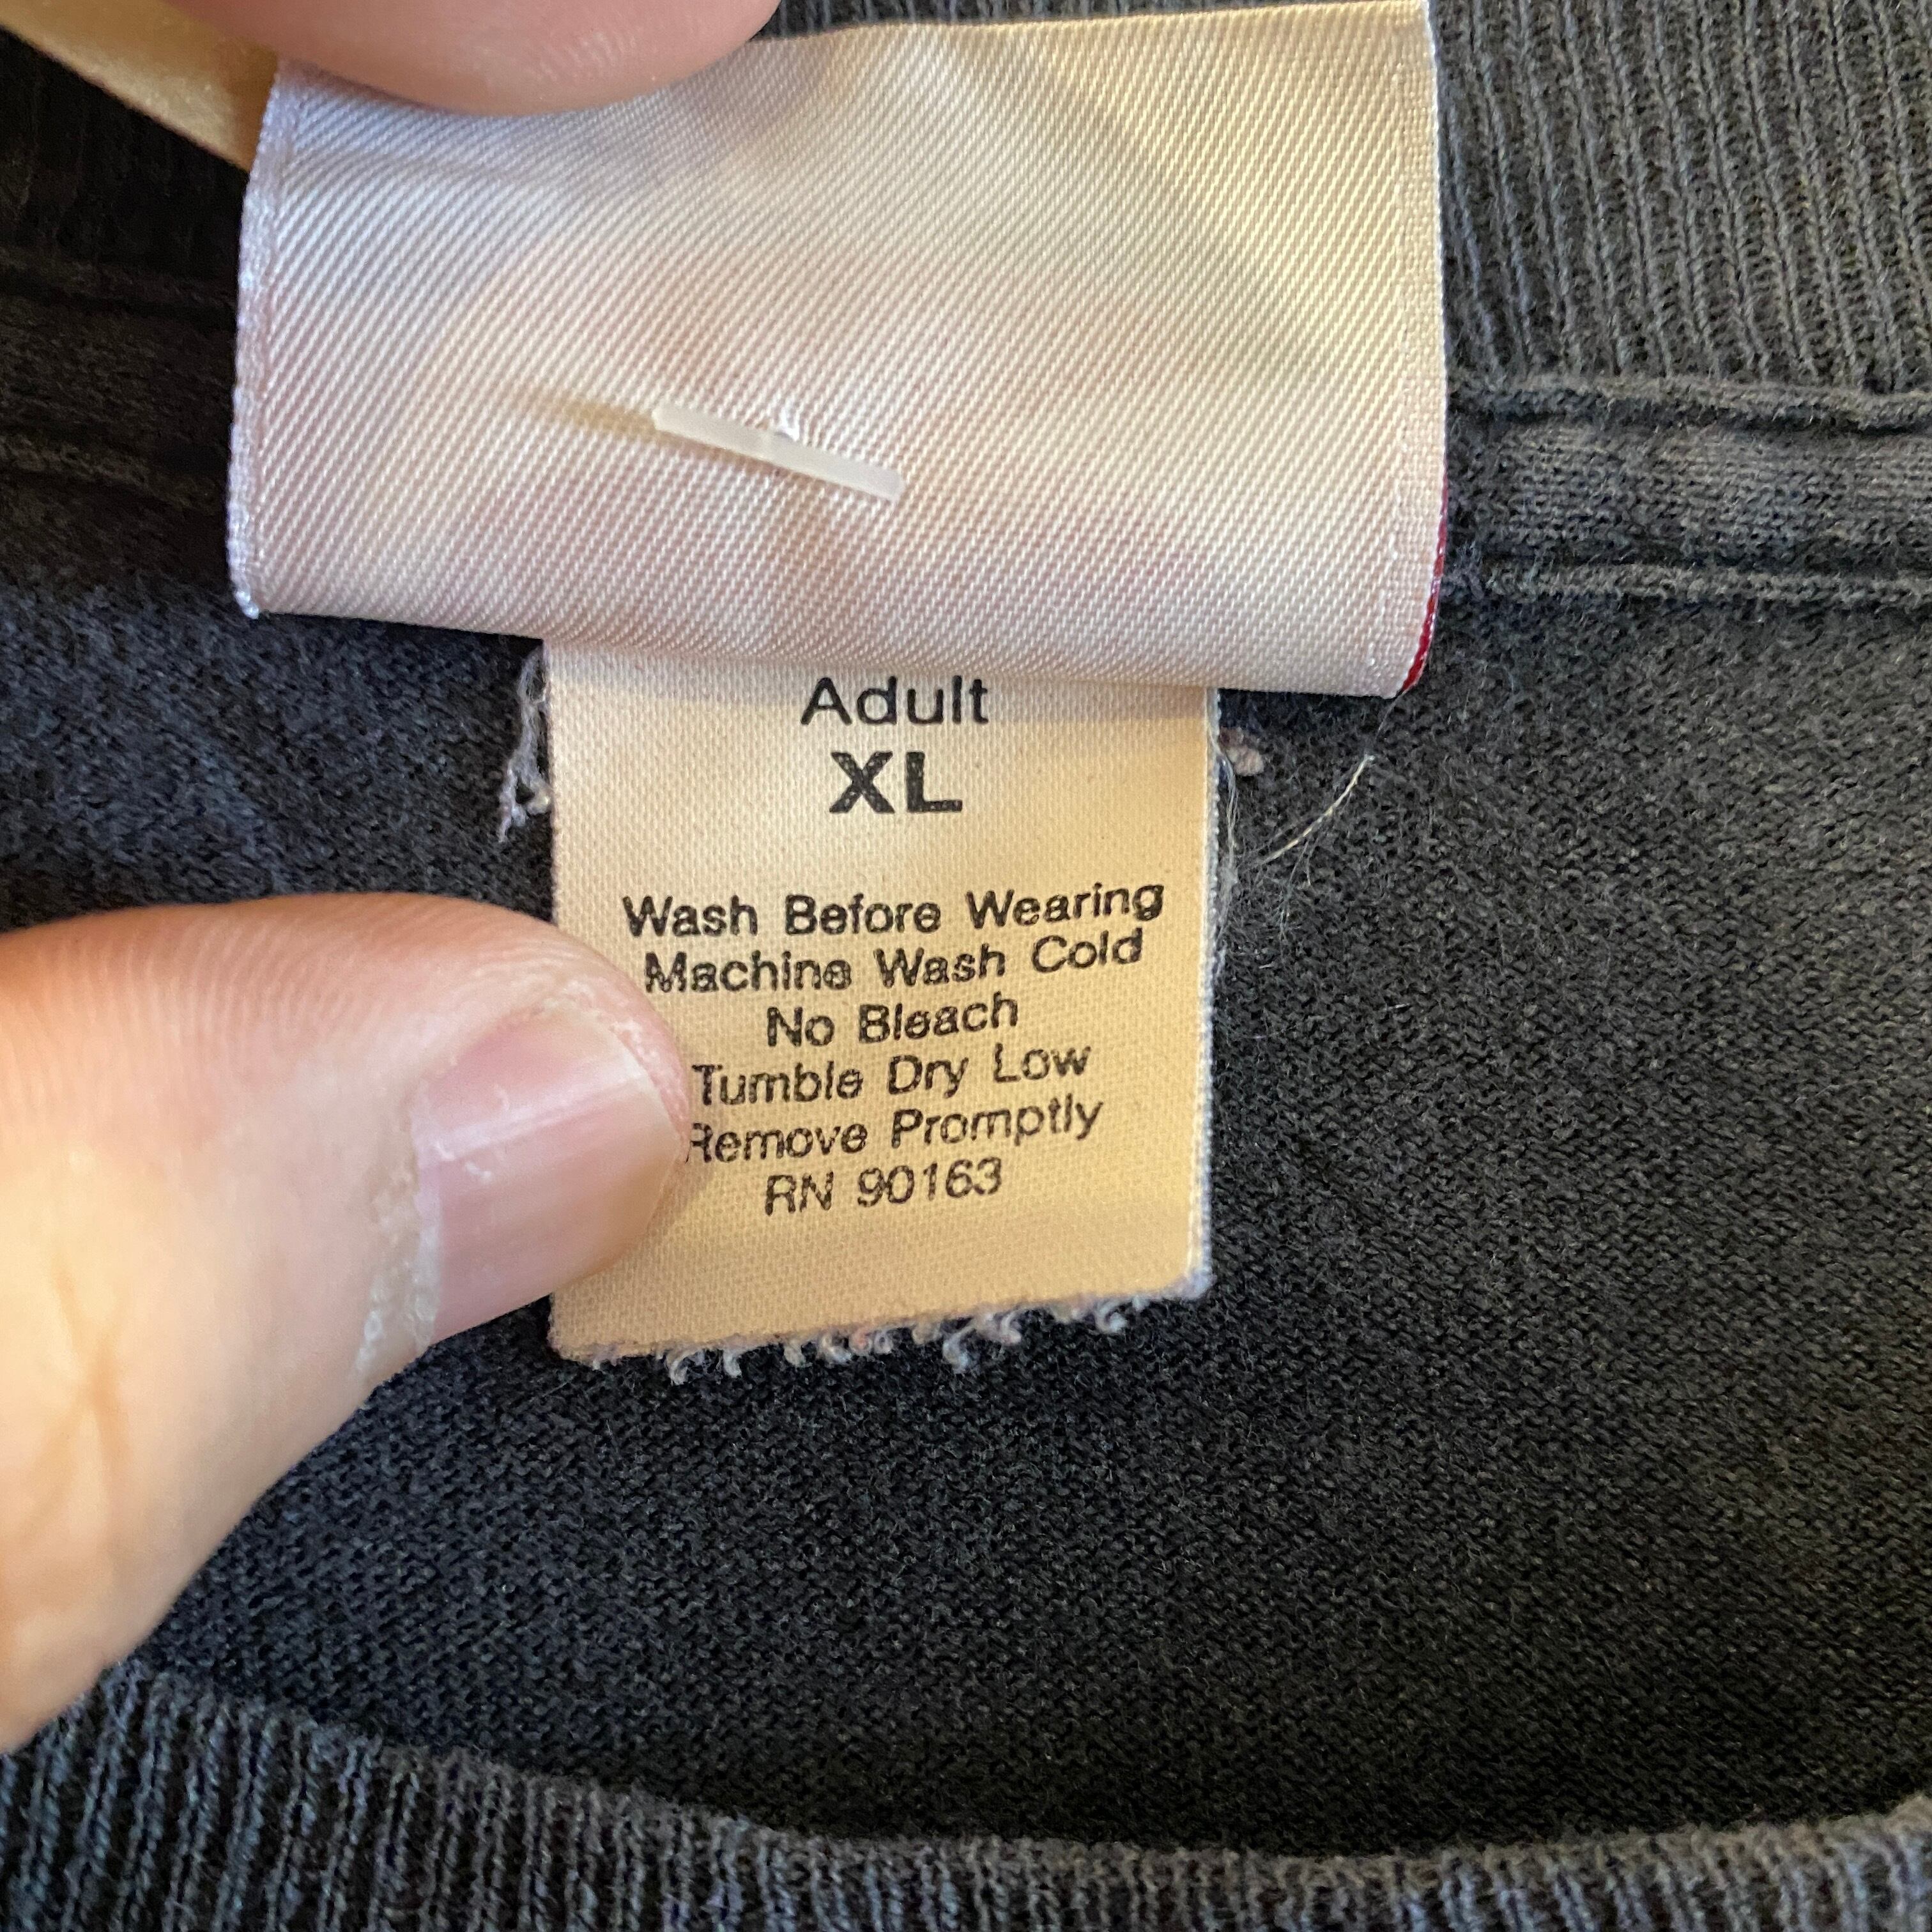 Adult
XL
Wash Before Wearing
Machine Wash Cold
No Bleach
Tumble Dry Low
Remove Promptly
RN 90163